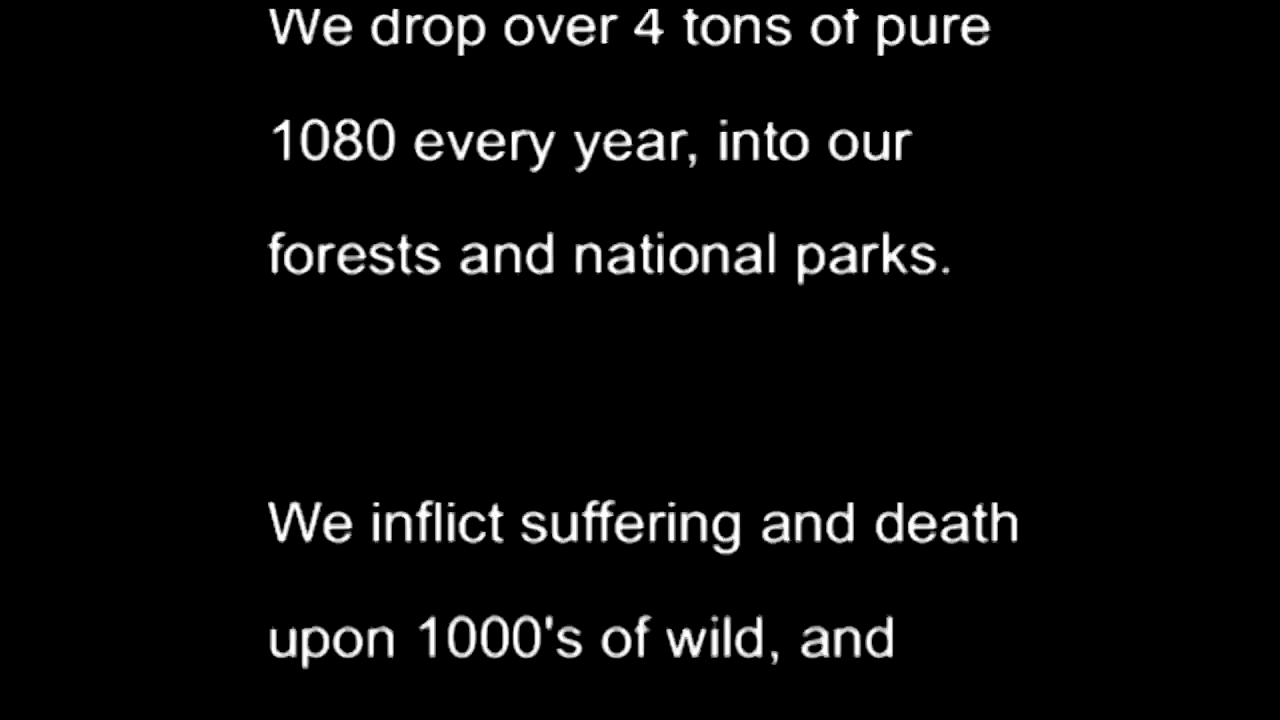 We drop over 4 tons of pure
1080 every year, into our
forests and national parks.
We inflict suffering and death
upon 1000's of wild, and